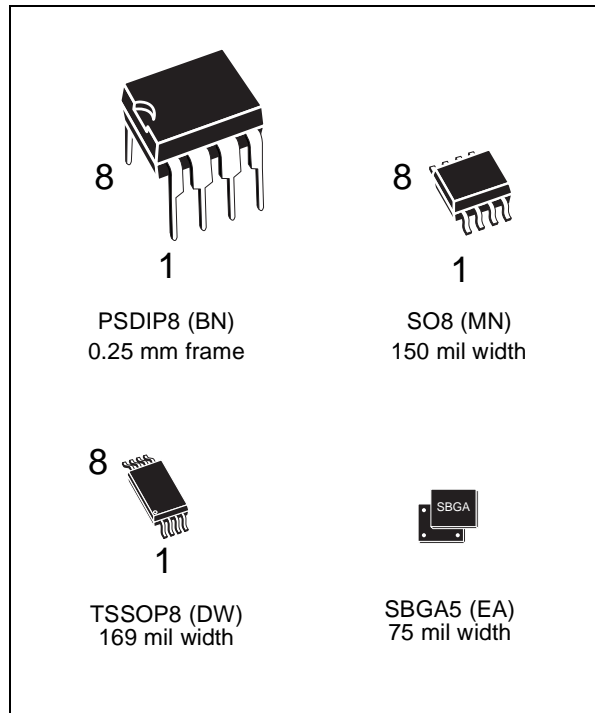 8
1
PSDIP8 (BN)
0.25 mm frame
8
1
SO8 (MN)
150 mil width
8
1
TSSOP8 (DW)
169 mil width
SBGA
SBGA5 (EA)
75 mil width